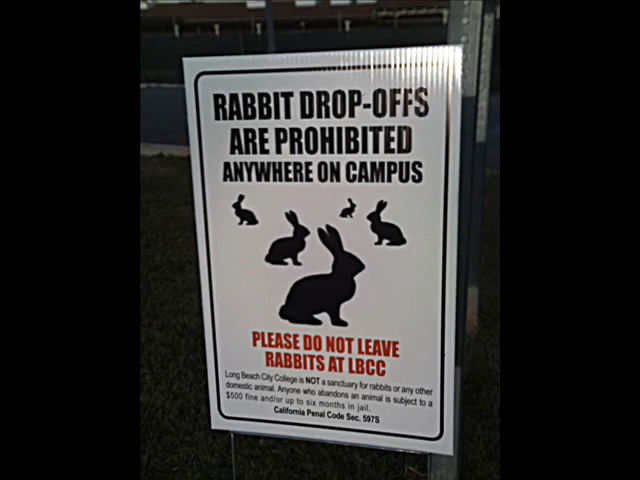 RABBIT DROP-OFFS
ARE PROHIBITED
ANYWHERE ON CAMPUS
PLEASE DO NOT LEAVE
RABBITS AT LBCC
Long Beach City College is NOT a sanctuary for rabbits or any other
domestic animal. Anyone who abandons an animal is subject to a
$500 fine and/or up to six months in jail.
California Penal Code Sec. 597S